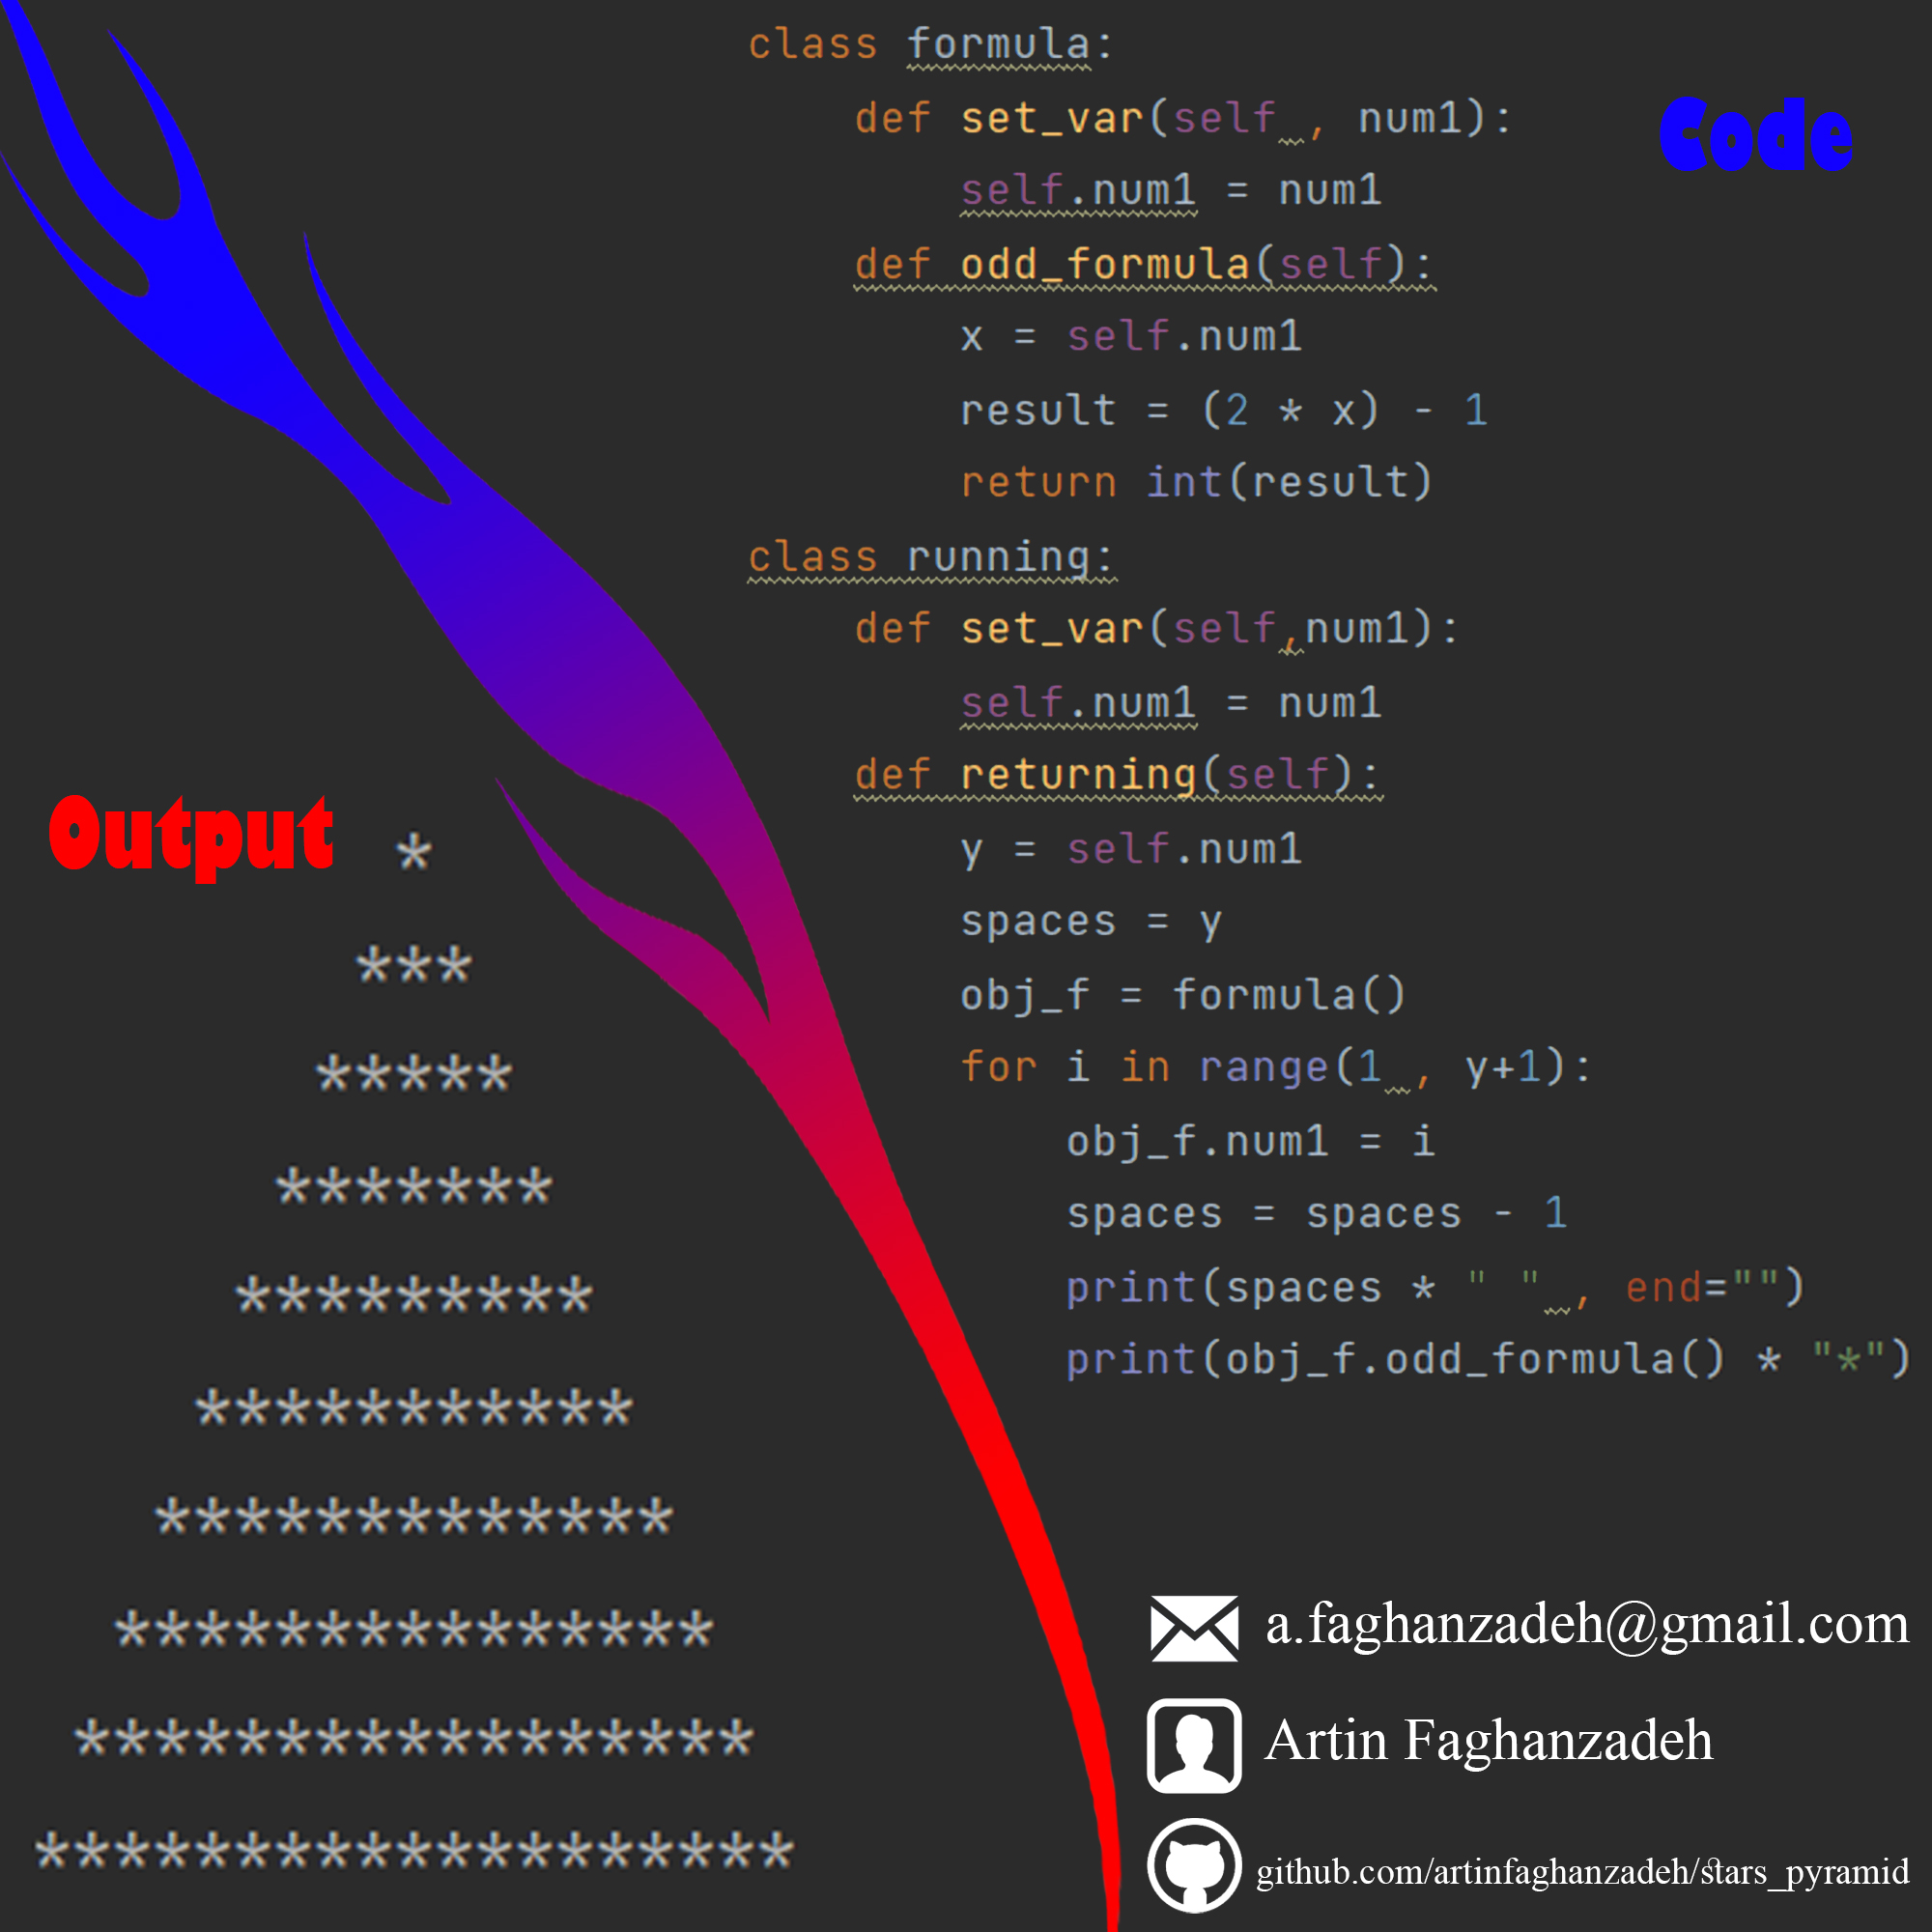 class formula:
    def set_var(self , num1):
        self.num1 = num1
    def odd_formula(self):
        x = self.num1
        result = (2 * x) - 1
        return int(result)
class running:
    def set_var(self,num1):
        self.num1 = num1
    def returning(self):
        y = self.num1
        spaces = y
        obj_f = formula()
        for i in range(1 , y+1):
            obj_f.num1 = i
            spaces = spaces - 1
            print(spaces * " " , end="")
            print(obj_f.odd_formula() * "*")
Code
Output
         *
        ***
       *****
      *******
     *********
    ***********
   *************
  ***************
 *****************
*******************
a.faghanzadeh@gmail.com
Artin Faghanzadeh
github.com/artinfaghanzadeh/stars_pyramid